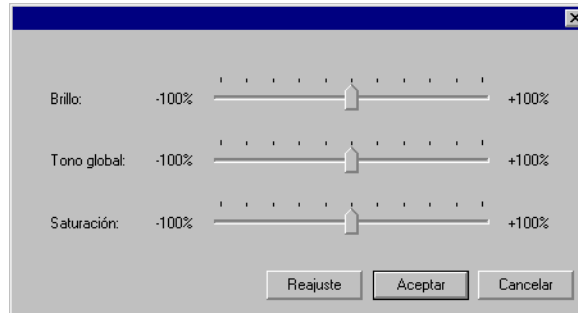 Brillo: -100% +100%
Tono global: -100% +100%
Saturación: -100% +100%
Reajuste Aceptar Cancelar